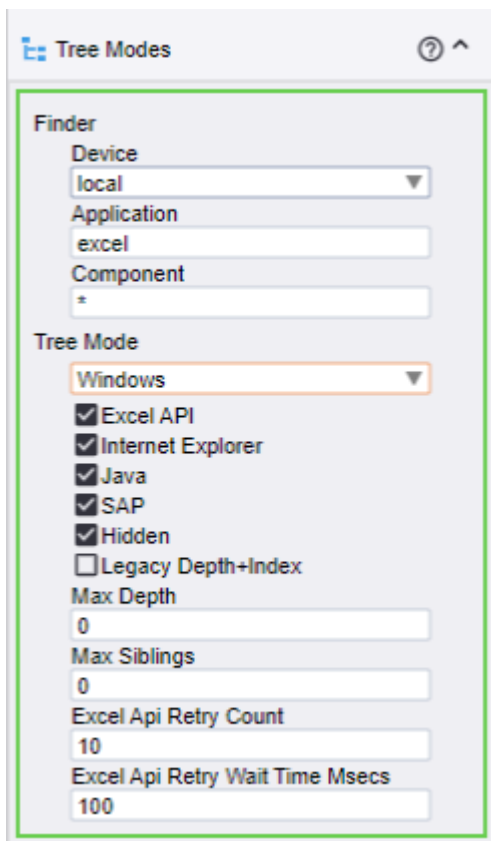 Tree Modes
Finder
Device
local
Application
excel
Component
*
Tree Mode
Windows
Excel API
Internet Explorer
Java
SAP
Hidden
Legacy Depth+Index
Max Depth
0
Max Siblings
0
Excel Api Retry Count
10
Excel Api Retry Wait Time Msecs
100